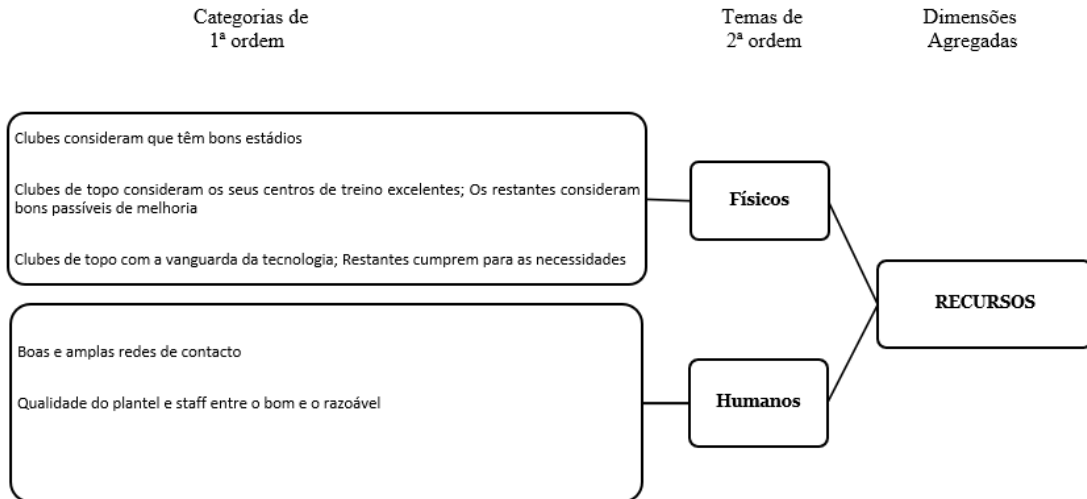 Categorias de
1ª ordem
Temas de
2ª ordem
Dimensões
Agregadas
Clubes consideram que têm bons estádios
Clubes de topo consideram os seus centros de treino excelentes; Os restantes consideram
bons passíveis de melhoria
Clubes de topo com a vanguarda da tecnologia; Restantes cumprem para as necessidades
Físicos
RECURSOS
Boas e amplas redes de contacto
Qualidade do plantel e staff entre o bom e o razoável
Humanos